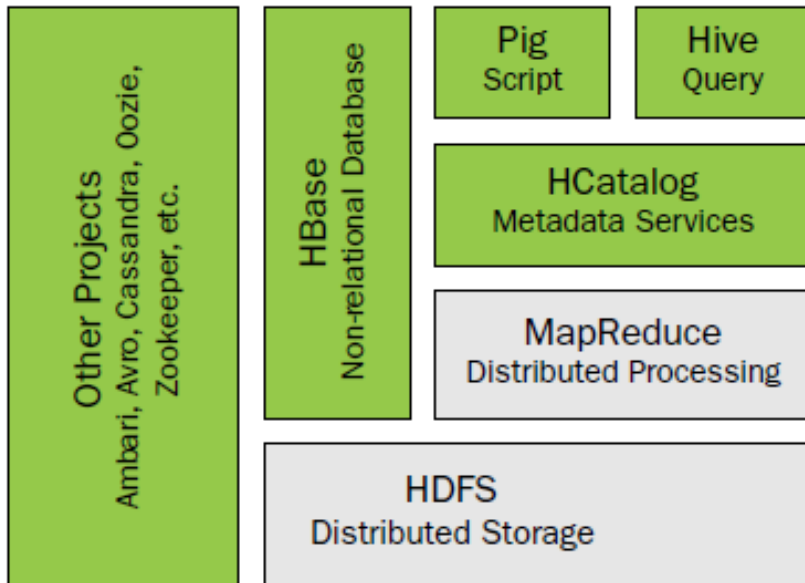 Other Projects
Ambari, Avro, Cassandra, Oozie,
Zookeeper, etc.
HBase
Non-relational Database
Pig
Script
Hive
Query
HCatalog
Metadata Services
MapReduce
Distributed Processing
HDFS
Distributed Storage